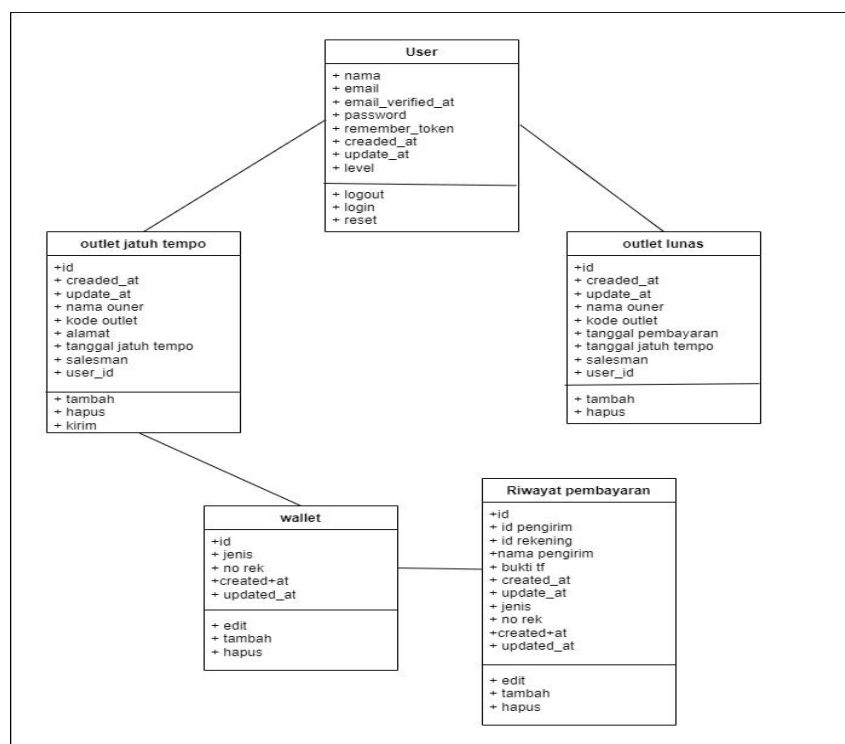 User
+ nama
+ email
+ email_verified_at
+ password
+ remember_token
+ creaded_at
+ update_at
+ level
+ logout
+ login
+ reset
outlet jatuh tempo
+id
+ creaded_at
+ update_at
+ nama ouner
+ kode outlet
+ alamat
+ tanggal jatuh tempo
+ salesman
+ user_id
+ tambah
+ hapus
+ kirim
outlet lunas
+id
+ creaded_at
+ update_at
+ nama ouner
+ kode outlet
+ tanggal pembayaran
+ tanggal jatuh tempo
+ salesman
+ user_id
+ tambah
+ hapus
wallet
+id
+ jenis
+ no rek
+created+at
+ updated_at
+ edit
+ tambah
+ hapus
Riwayat pembayaran
+id
+ id pengirim
+ id rekening
+nama pengirim
+ bukti tf
+ created_at
+ update_at
+ jenis
+ no rek
+created+at
+ updated_at
+ edit
+ tambah
+ hapus